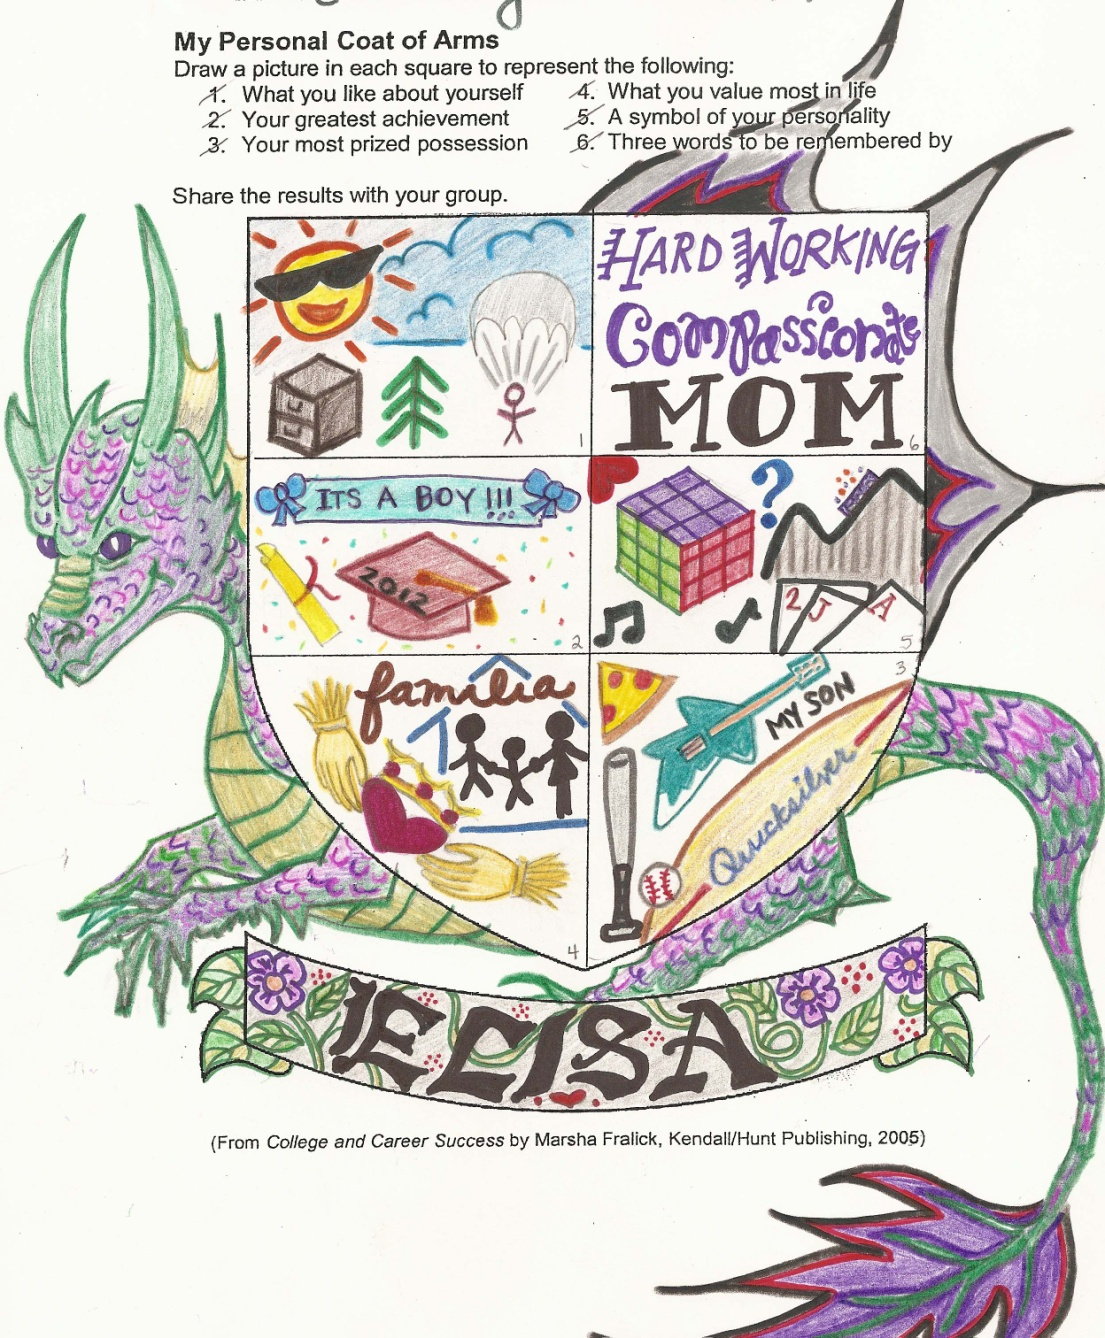 My Personal Coat of Arms
Draw a picture in each square to represent the following:
1. What you like about yourself
2. Your greatest achievement
3. Your most prized possession
4. What you value most in life
5. A symbol of your personality
6. Three words to be remembered by
Share the results with your group.
1
HARD WORKING
Compassionate
MOM
6
ITS A BOY !!!
2012
2
?
2 J A
5
familia
4
3
MY SON
Quicksilver
ELISA
(From College and Career Success by Marsha Fralick, Kendall/Hunt Publishing, 2005)